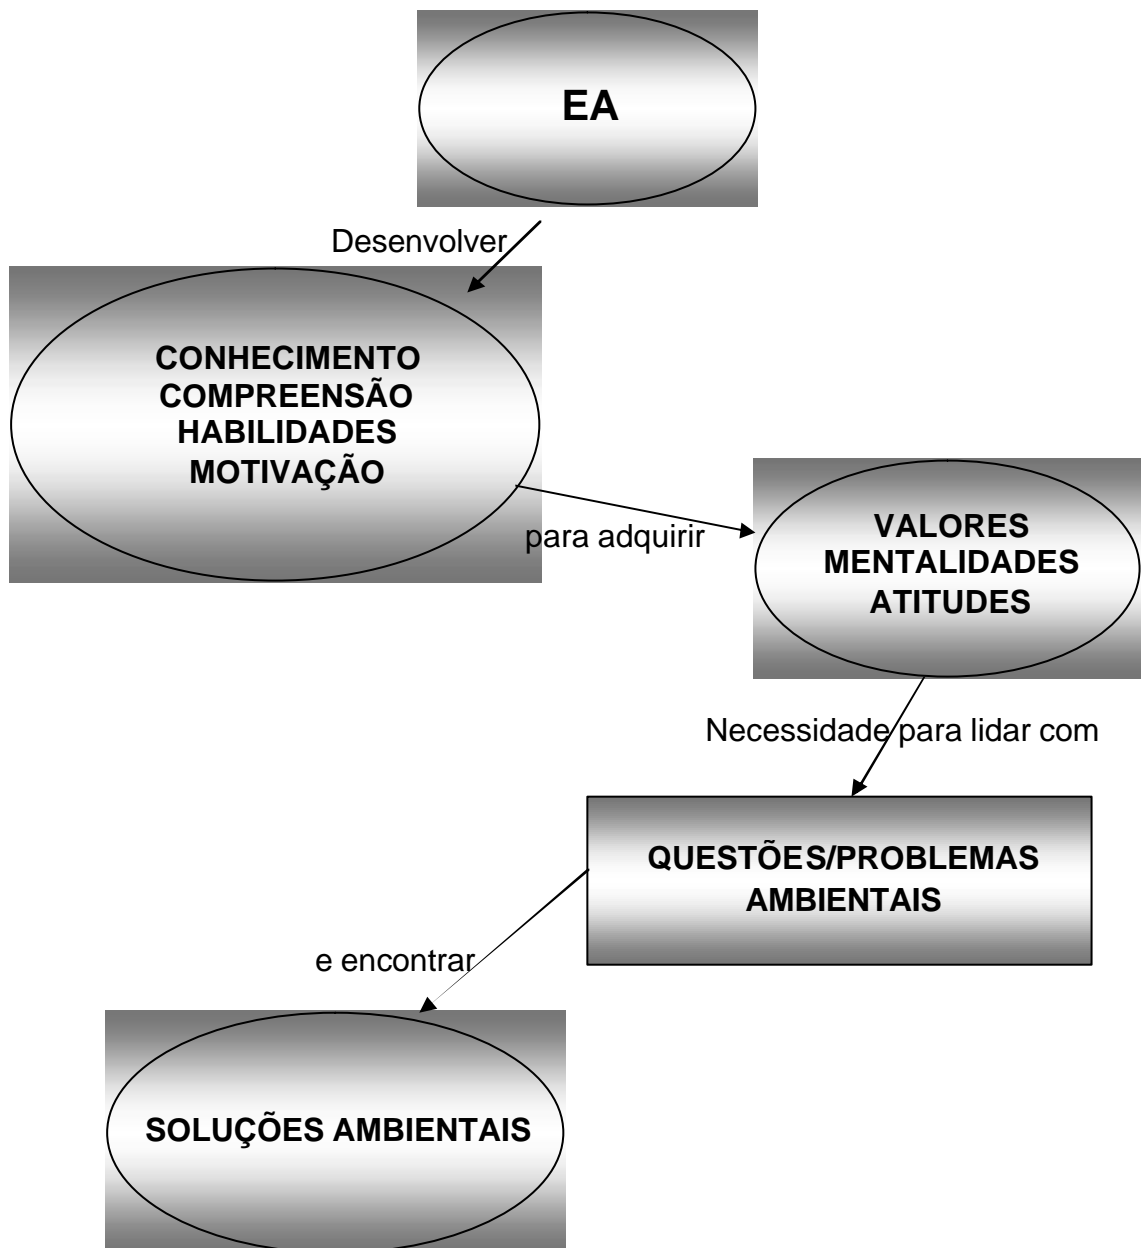 EA
Desenvolver
CONHECIMENTO
COMPREENSÃO
HABILIDADES
MOTIVAÇÃO
para adquirir
VALORES
MENTALIDADES
ATITUDES
Necessidade para lidar com
QUESTÕES/PROBLEMAS
AMBIENTAIS
e encontrar
SOLUÇÕES AMBIENTAIS